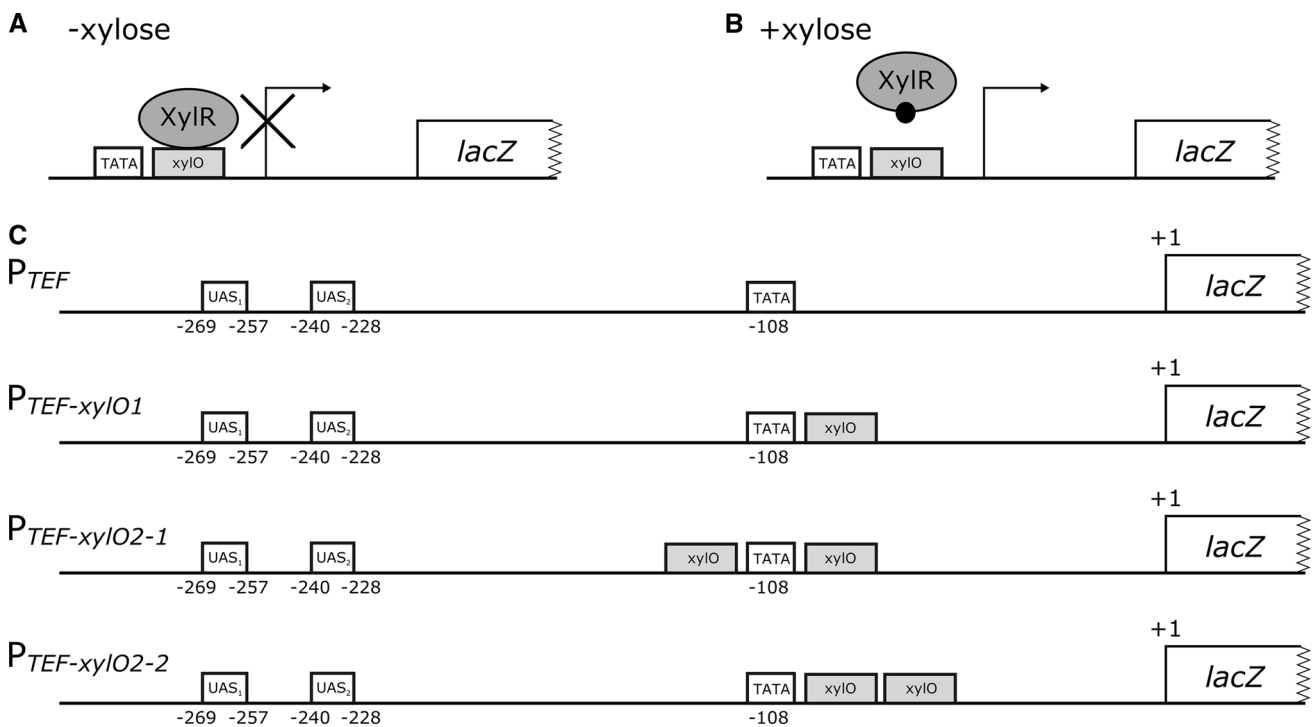 A -xylose
B +xylose
XylR
XylR
TATA xylO lacZ
TATA xylO lacZ
C
+1
PTEF
UAS1 UAS2 TATA lacZ
-269 -257 -240 -228 -108
+1
PTEF-xylO1
UAS1 UAS2 TATA xylO lacZ
-269 -257 -240 -228 -108
+1
PTEF-xylO2-1
UAS1 UAS2 xylO TATA xylO lacZ
-269 -257 -240 -228 -108
+1
PTEF-xylO2-2
UAS1 UAS2 TATA xylO xylO lacZ
-269 -257 -240 -228 -108